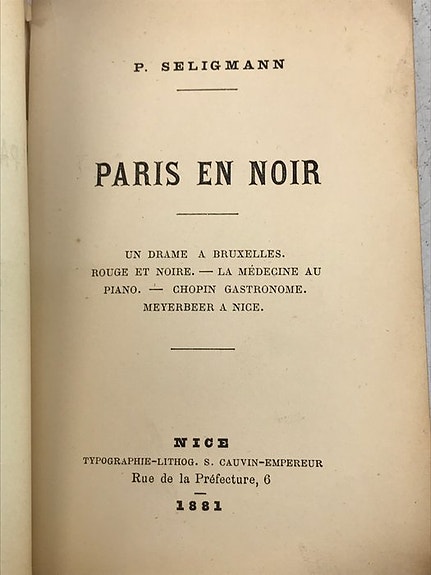 P. SELIGMANN
PARIS EN NOIR
UN DRAME A BRUXELLES.
ROUGE ET NOIRE. — LA MÉDECINE AU
PIANO. — CHOPIN GASTRONOME.
MEYERBEER A NICE.
NICE
TYPOGRAPHIE-LITHOG. S. CAUVIN-EMPEREUR
Rue de la Préfecture, 6
1881